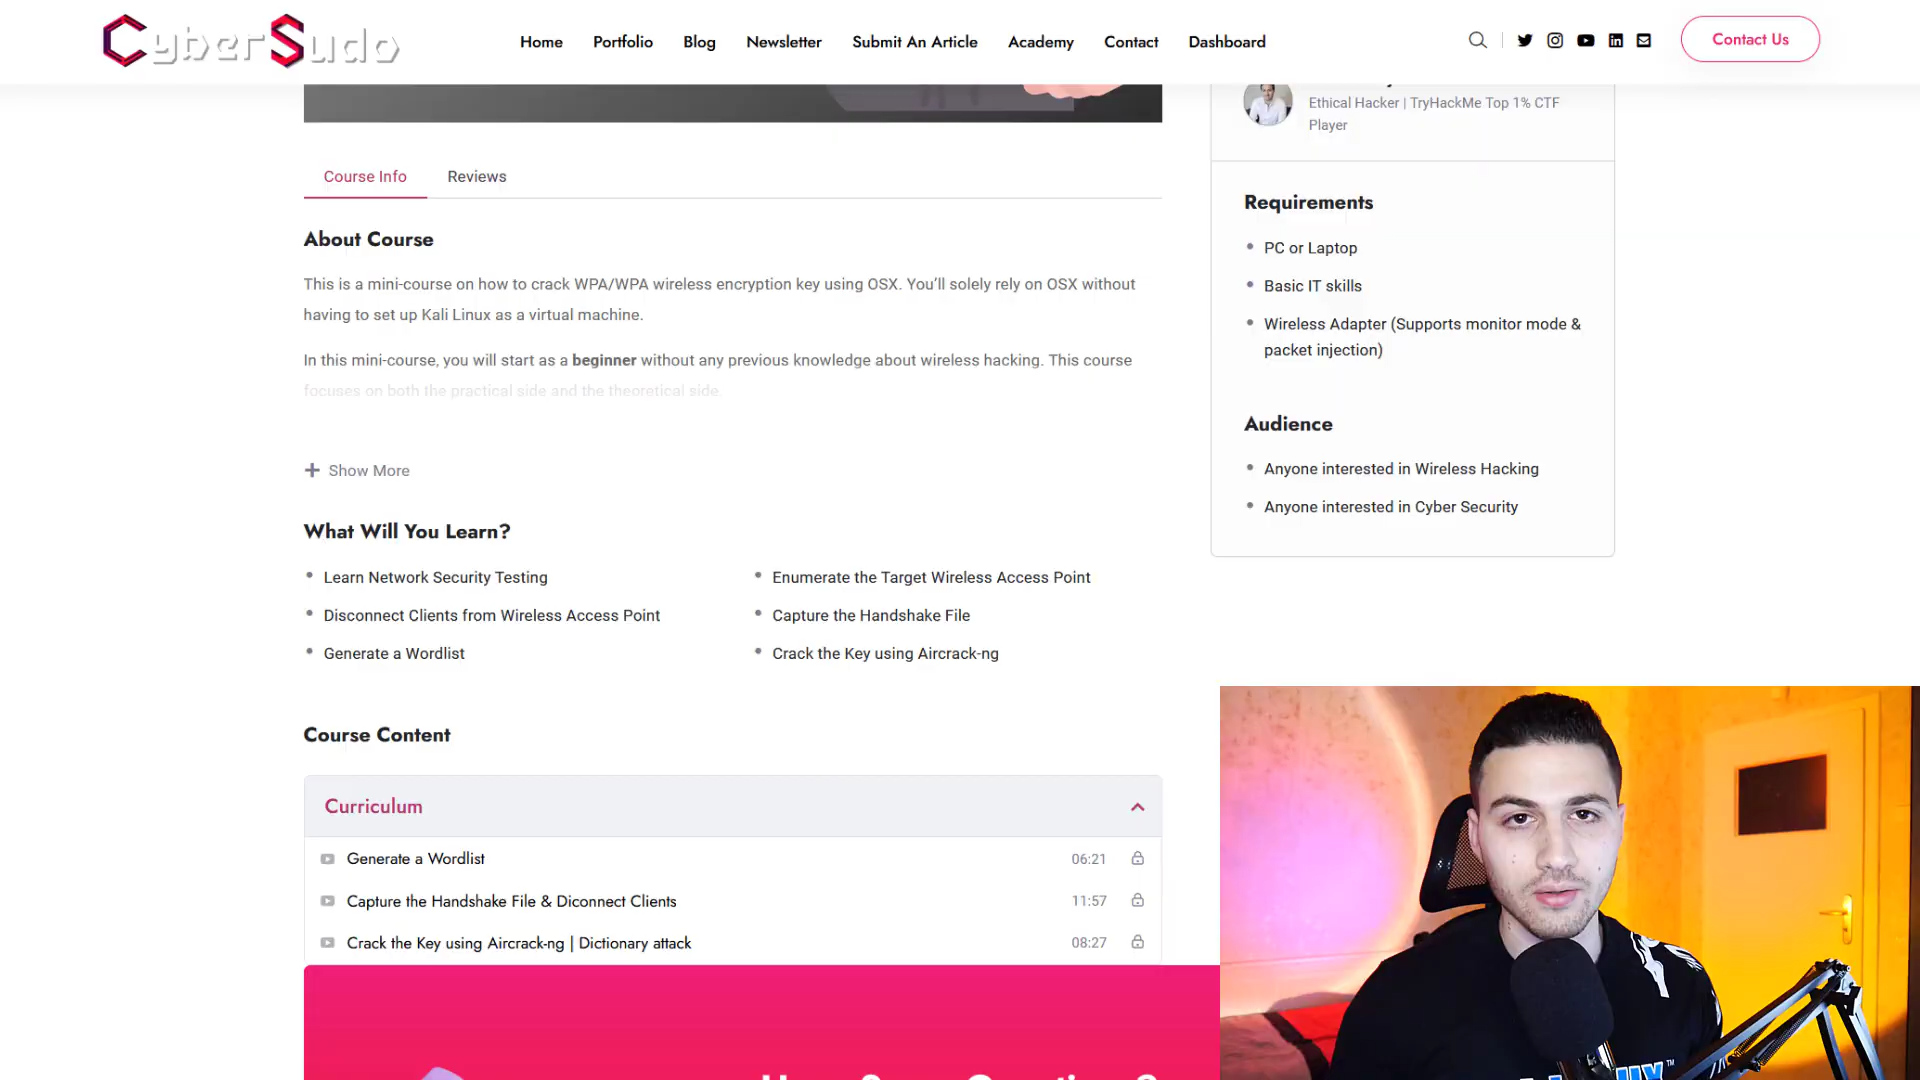 CyberSudo
Home
Portfolio
Blog
Newsletter
Submit An Article
Academy
Contact
Dashboard
Contact Us
Ethical Hacker | TryHackMe Top 1% CTF
Player
Course Info
Reviews
About Course
This is a mini-course on how to crack WPA/WPA wireless encryption key using OSX. You’ll solely rely on OSX without
having to set up Kali Linux as a virtual machine.
In this mini-course, you will start as a beginner without any previous knowledge about wireless hacking. This course
focuses on both the practical side and the theoretical side.
Show More
What Will You Learn?
Learn Network Security Testing
Disconnect Clients from Wireless Access Point
Generate a Wordlist
Enumerate the Target Wireless Access Point
Capture the Handshake File
Crack the Key using Aircrack-ng
Course Content
Curriculum
Generate a Wordlist 06:21
Capture the Handshake File & Diconnect Clients 11:57
Crack the Key using Aircrack-ng | Dictionary attack 08:27
Requirements
PC or Laptop
Basic IT skills
Wireless Adapter (Supports monitor mode &
packet injection)
Audience
Anyone interested in Wireless Hacking
Anyone interested in Cyber Security